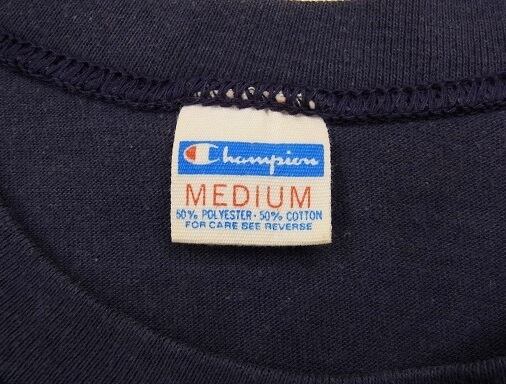 Champion
MEDIUM
50% POLYESTER · 50% COTTON
FOR CARE SEE REVERSE